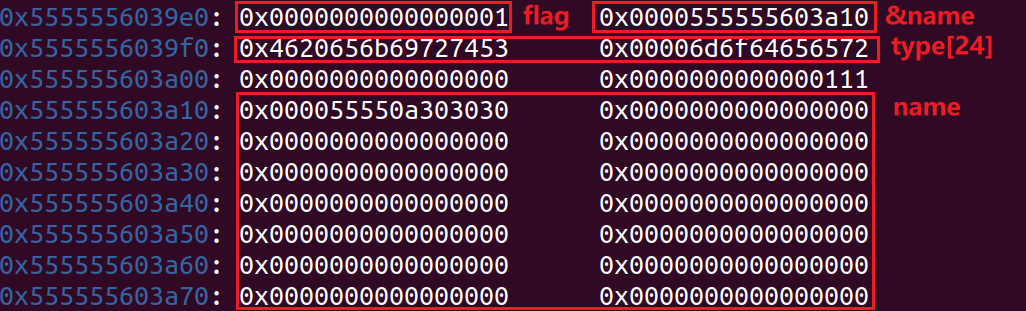 0x5555556039e0: 0x0000000000000001 flag 0x0000555555603a10 &name
0x5555556039f0: 0x4620656b69727453 0x00006d6f64656572 type[24]
0x555555603a00: 0x0000000000000000 0x0000000000000111
0x555555603a10: 0x000055550a303030 0x0000000000000000 name
0x555555603a20: 0x0000000000000000 0x0000000000000000
0x555555603a30: 0x0000000000000000 0x0000000000000000
0x555555603a40: 0x0000000000000000 0x0000000000000000
0x555555603a50: 0x0000000000000000 0x0000000000000000
0x555555603a60: 0x0000000000000000 0x0000000000000000
0x555555603a70: 0x0000000000000000 0x0000000000000000